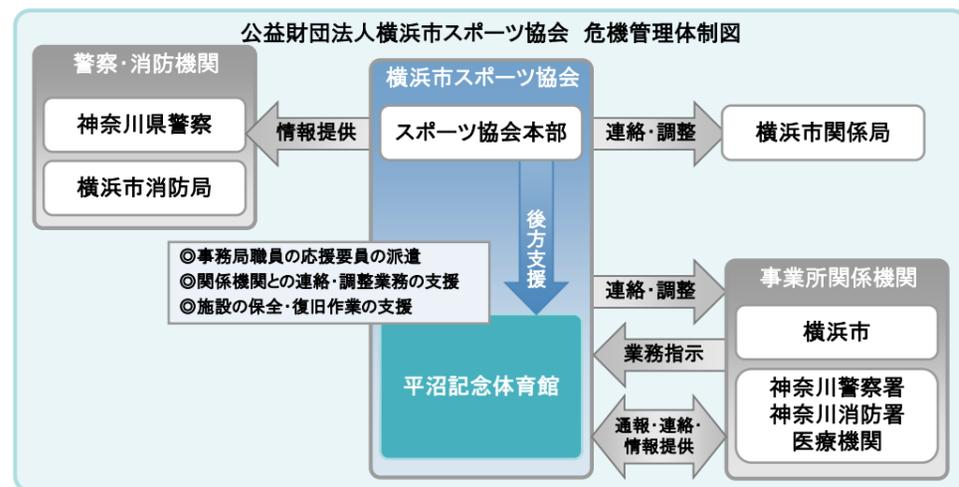 公益財団法人横浜市スポーツ協会 危機管理体制図
警察・消防機関
神奈川県警察
横浜市消防局
情報提供
横浜市スポーツ協会
スポーツ協会本部
連絡・調整
横浜市関係局
後方支援
◎事務局職員の応援要員の派遣
◎関係機関との連絡・調整業務の支援
◎施設の保全・復旧作業の支援
平沼記念体育館
連絡・調整
業務指示
通報・連絡・
情報提供
事業所関係機関
横浜市
神奈川警察署
神奈川消防署
医療機関